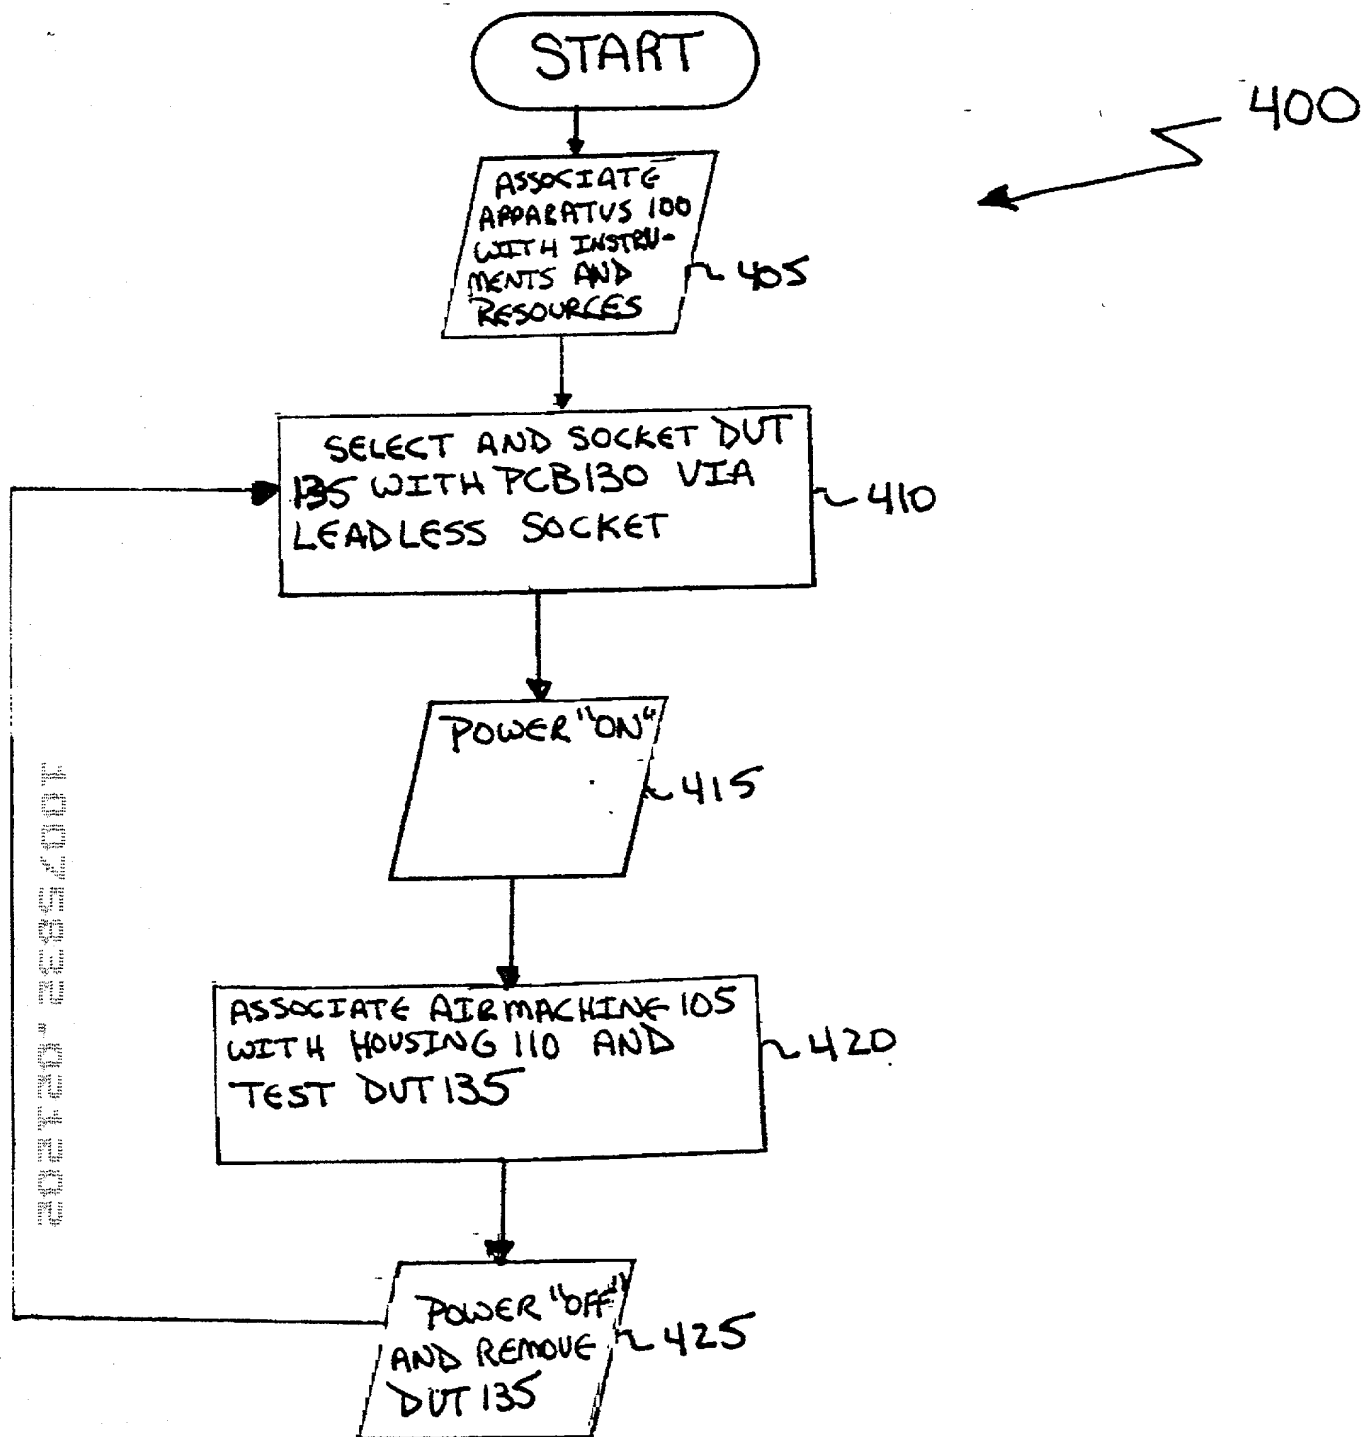 START
400
ASSOCIATE
APPARATUS 100
WITH INSTRU-
MENTS AND
RESOURCES
405
SELECT AND SOCKET DUT
135 WITH PCB130 VIA
LEADLESS SOCKET
410
POWER "ON"
415
ASSOCIATE AIRMACHINE 105
WITH HOUSING 110 AND
TEST DUT 135
420
POWER "OFF"
AND REMOVE
DUT 135
425
10075832.021202